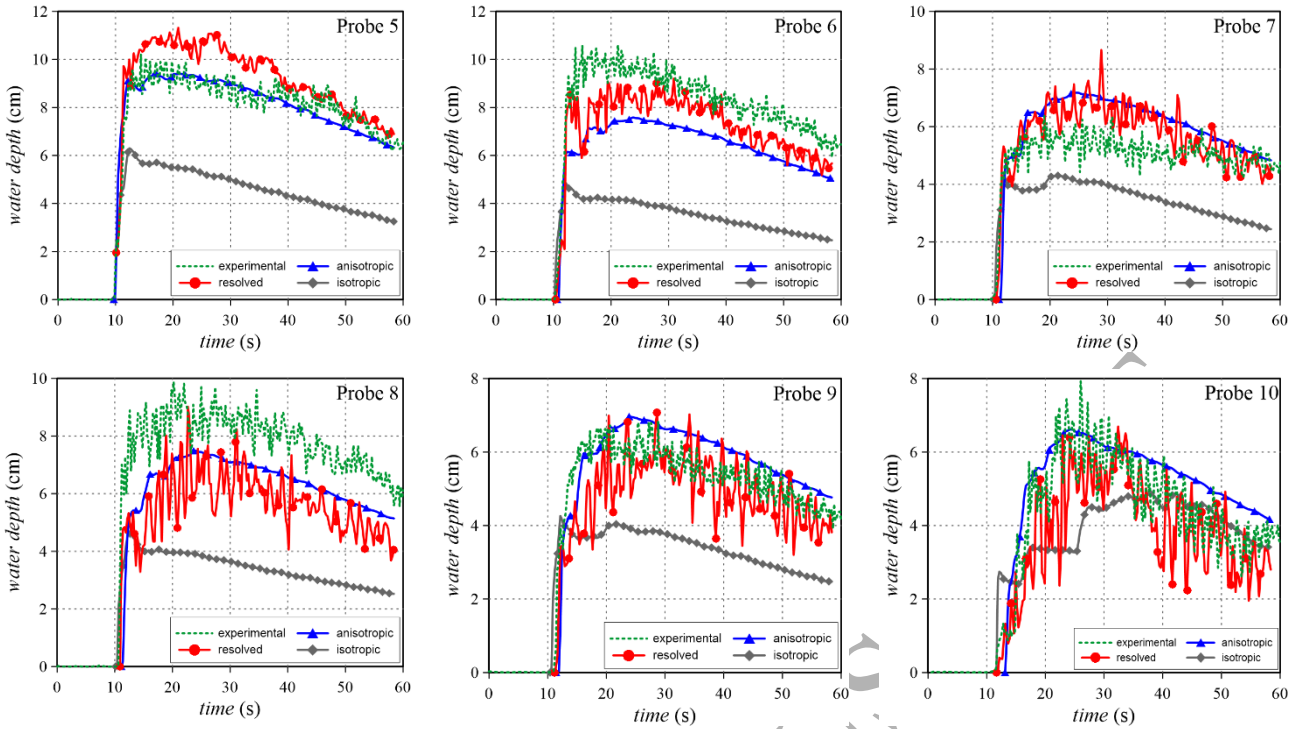 Probe 5
12
10
8
6
4
2
0
water depth (cm)
experimental
anisotropic
resolved
isotropic
0 10 20 30 40 50 60
time (s)
Probe 6
12
10
8
6
4
2
0
water depth (cm)
experimental
anisotropic
resolved
isotropic
0 10 20 30 40 50 60
time (s)
Probe 7
10
8
6
4
2
0
water depth (cm)
experimental
anisotropic
resolved
isotropic
0 10 20 30 40 50 60
time (s)
Probe 8
10
8
6
4
2
0
water depth (cm)
experimental
anisotropic
resolved
isotropic
0 10 20 30 40 50 60
time (s)
Probe 9
8
6
4
2
0
water depth (cm)
experimental
anisotropic
resolved
isotropic
0 10 20 30 40 50 60
time (s)
Probe 10
8
6
4
2
0
water depth (cm)
experimental
anisotropic
resolved
isotropic
0 10 20 30 40 50 60
time (s)